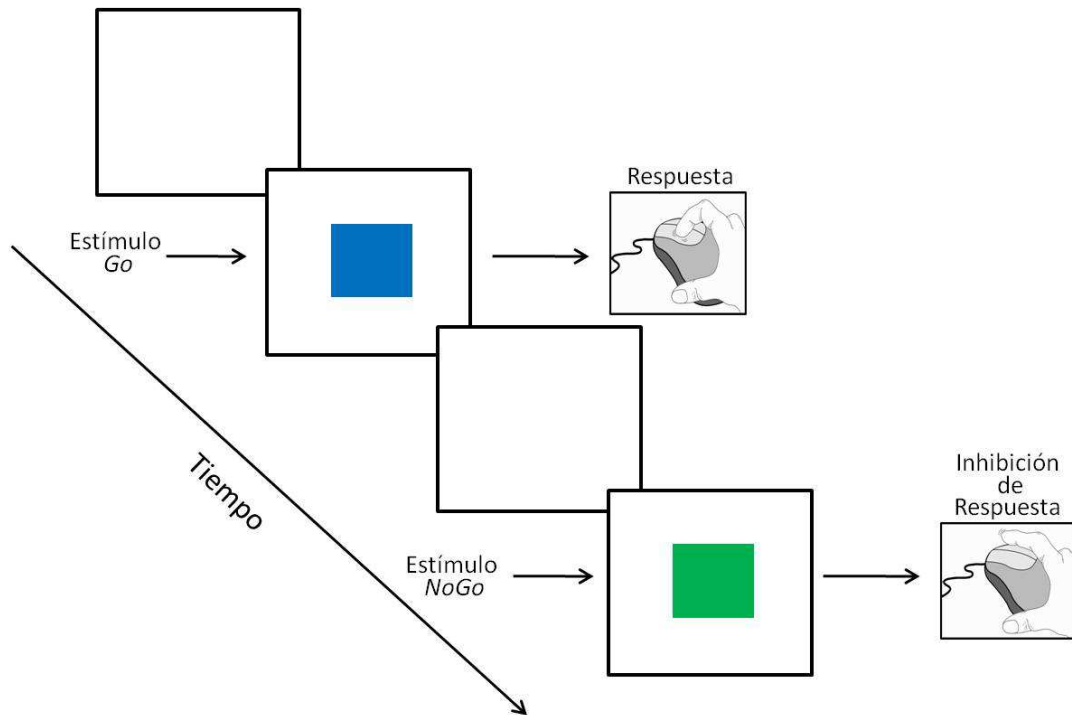 Respuesta
Estímulo
Go
Tiempo
Inhibición
de
Respuesta
Estímulo
NoGo